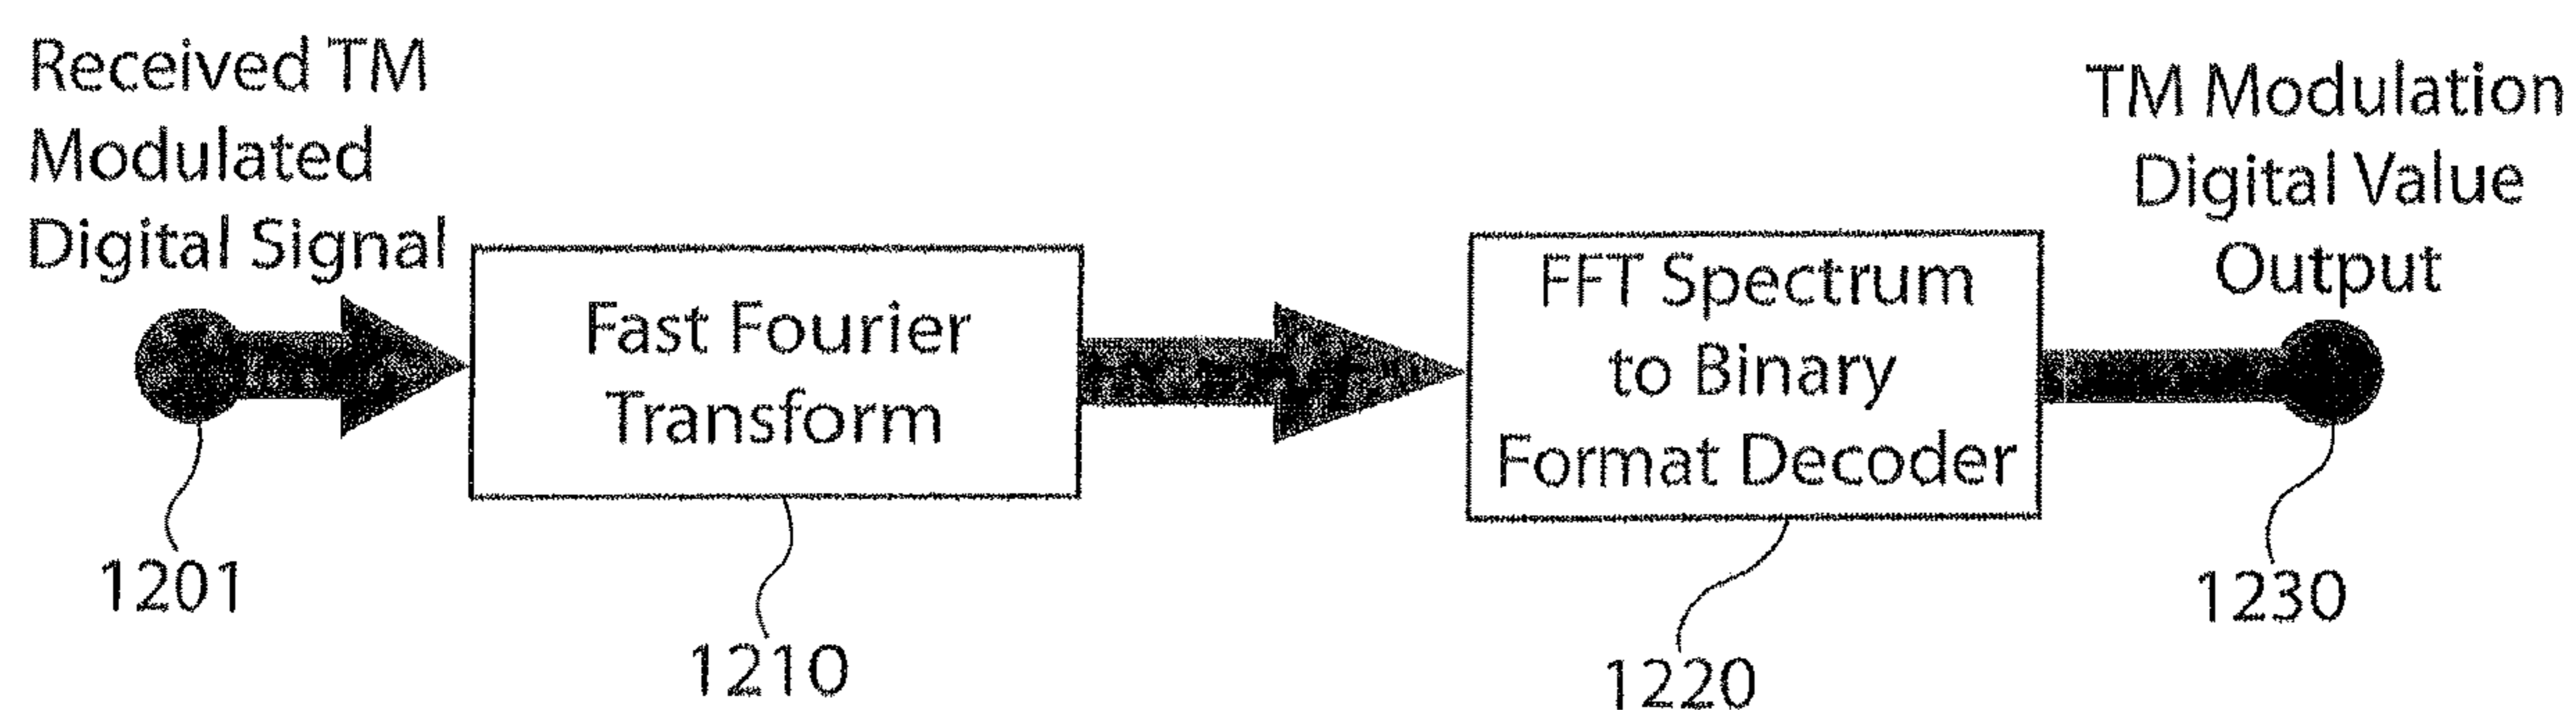 Received TM
Modulated
Digital Signal
Fast Fourier
Transform
FFT Spectrum
to Binary
Format Decoder
TM Modulation
Digital Value
Output
1201
1210
1220
1230